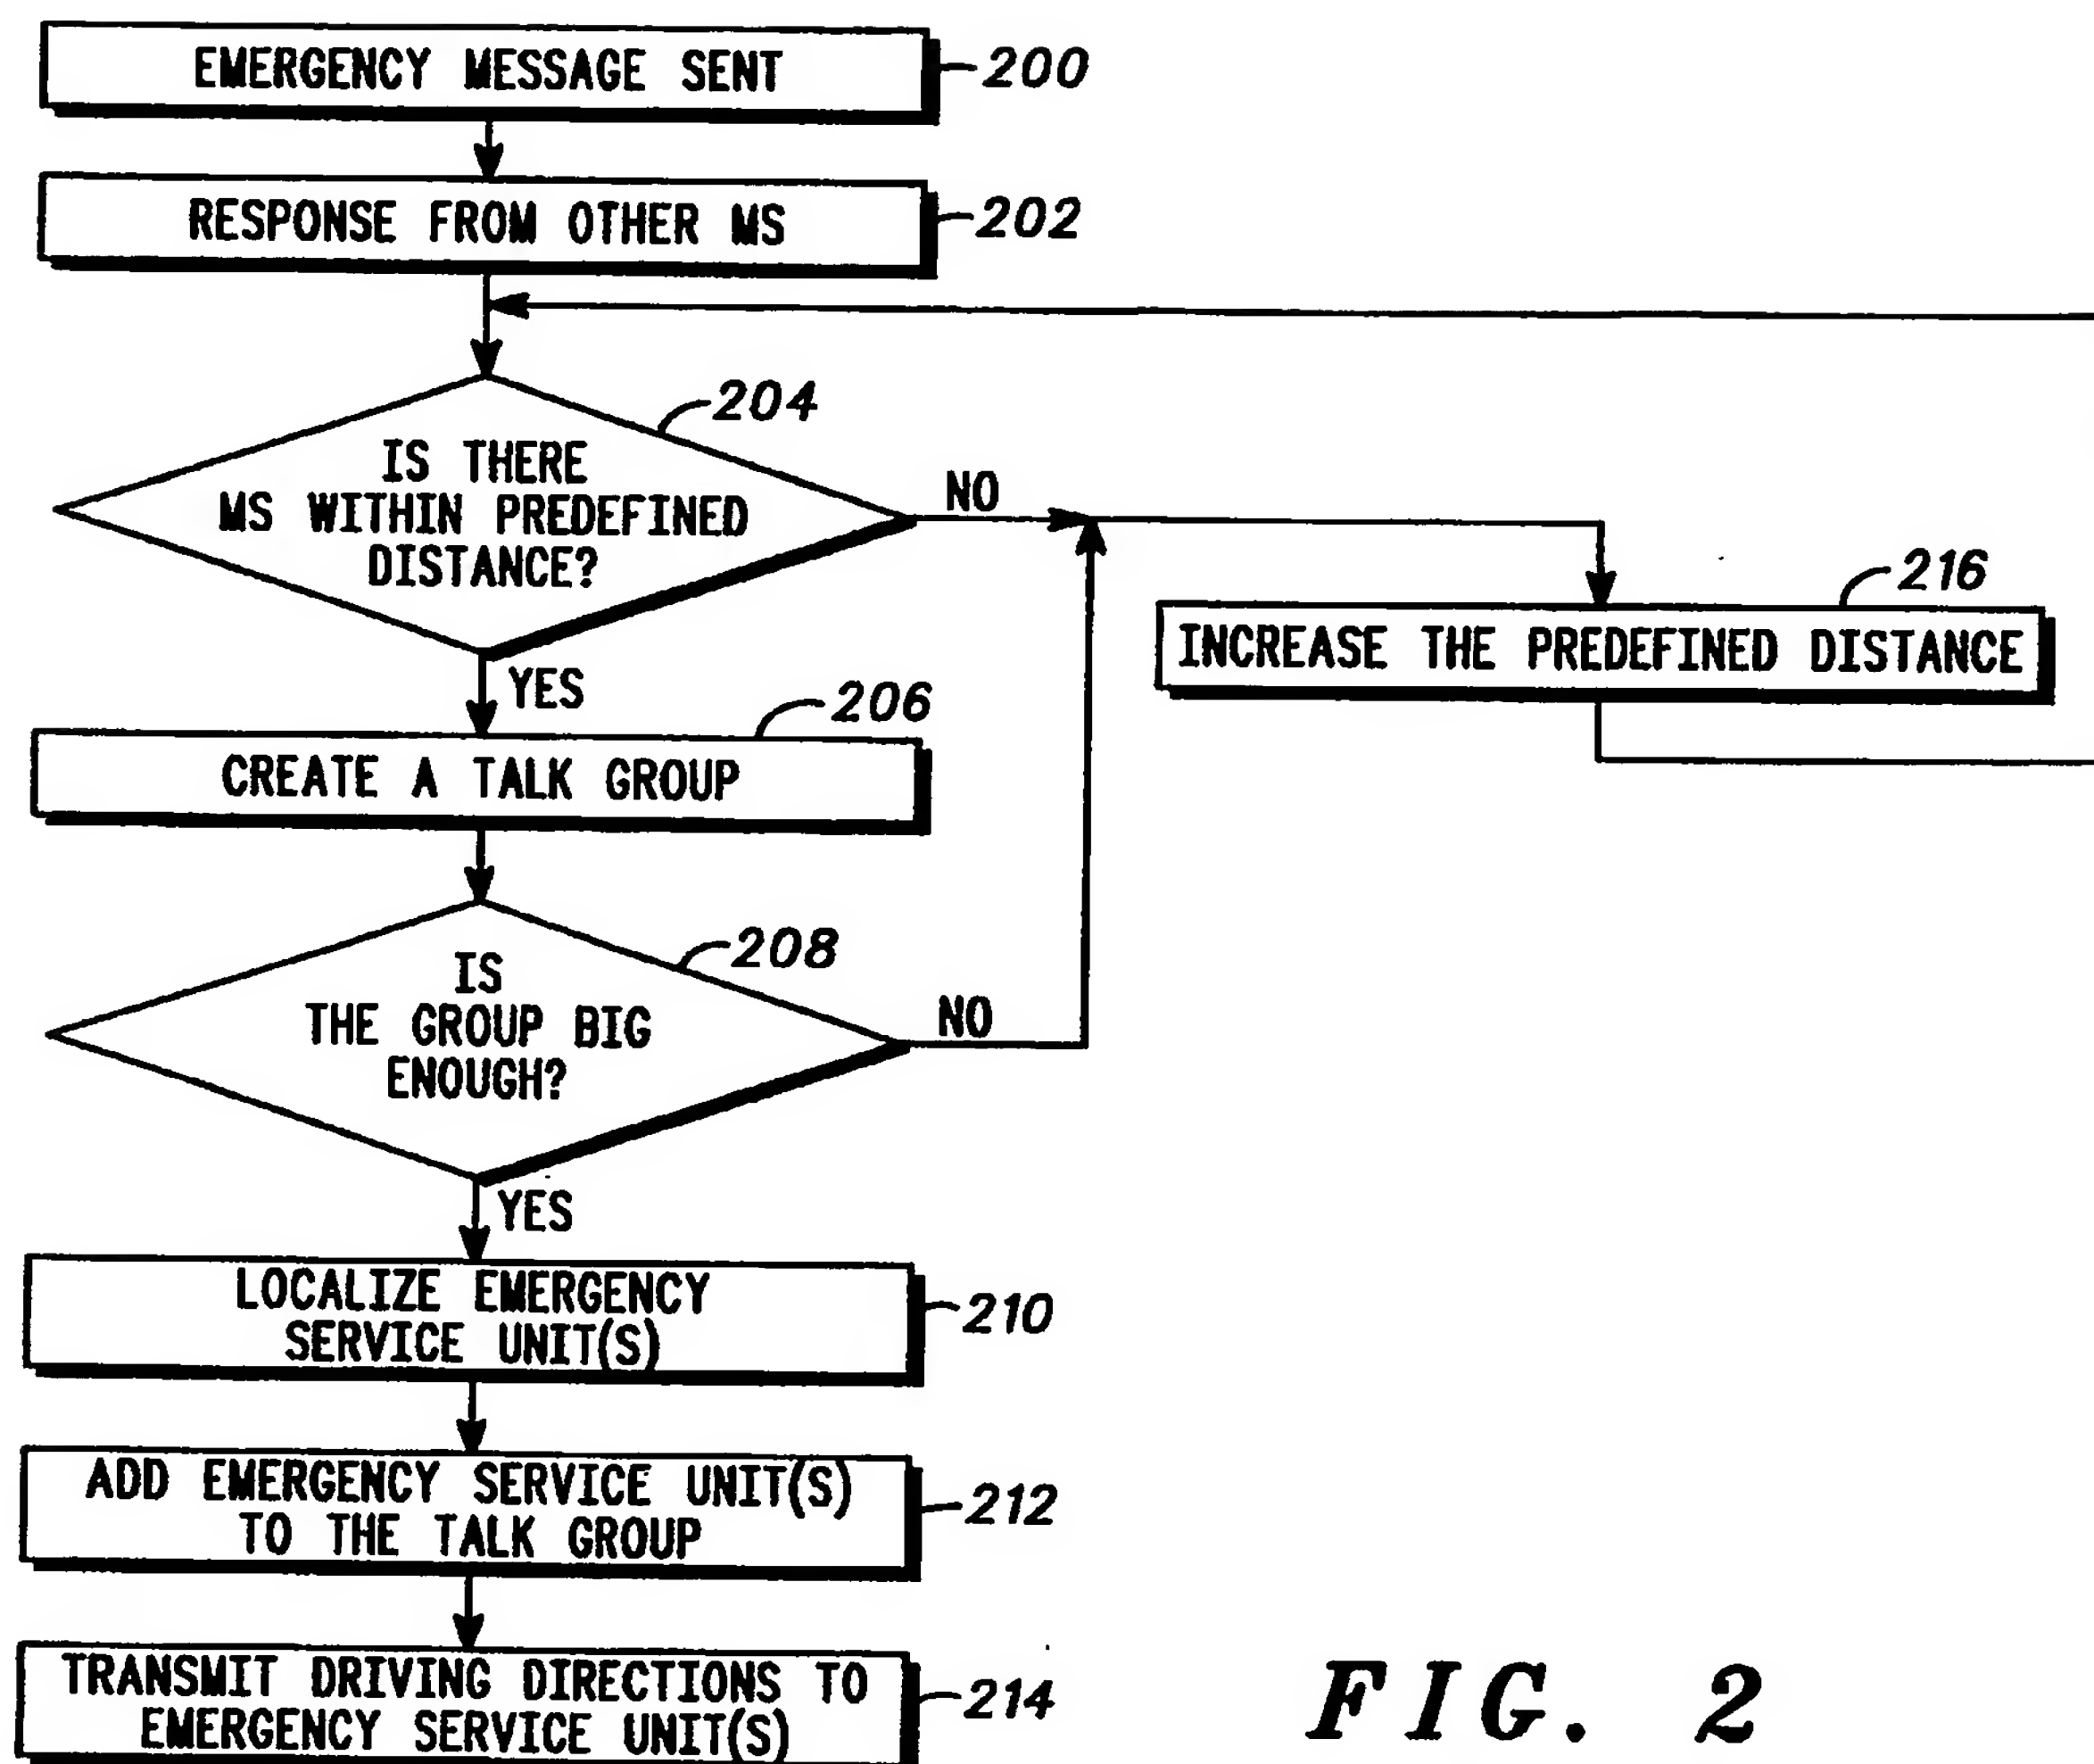 EMERGENCY MESSAGE SENT
200
RESPONSE FROM OTHER MS
202
204
IS THERE
MS WITHIN PREDEFINED
DISTANCE?
NO
YES
216
INCREASE THE PREDEFINED DISTANCE
206
CREATE A TALK GROUP
208
IS
THE GROUP BIG
ENOUGH?
NO
YES
LOCALIZE EMERGENCY
SERVICE UNIT(S)
210
ADD EMERGENCY SERVICE UNIT(S)
TO THE TALK GROUP
212
TRANSMIT DRIVING DIRECTIONS TO
EMERGENCY SERVICE UNIT(S)
214
FIG. 2